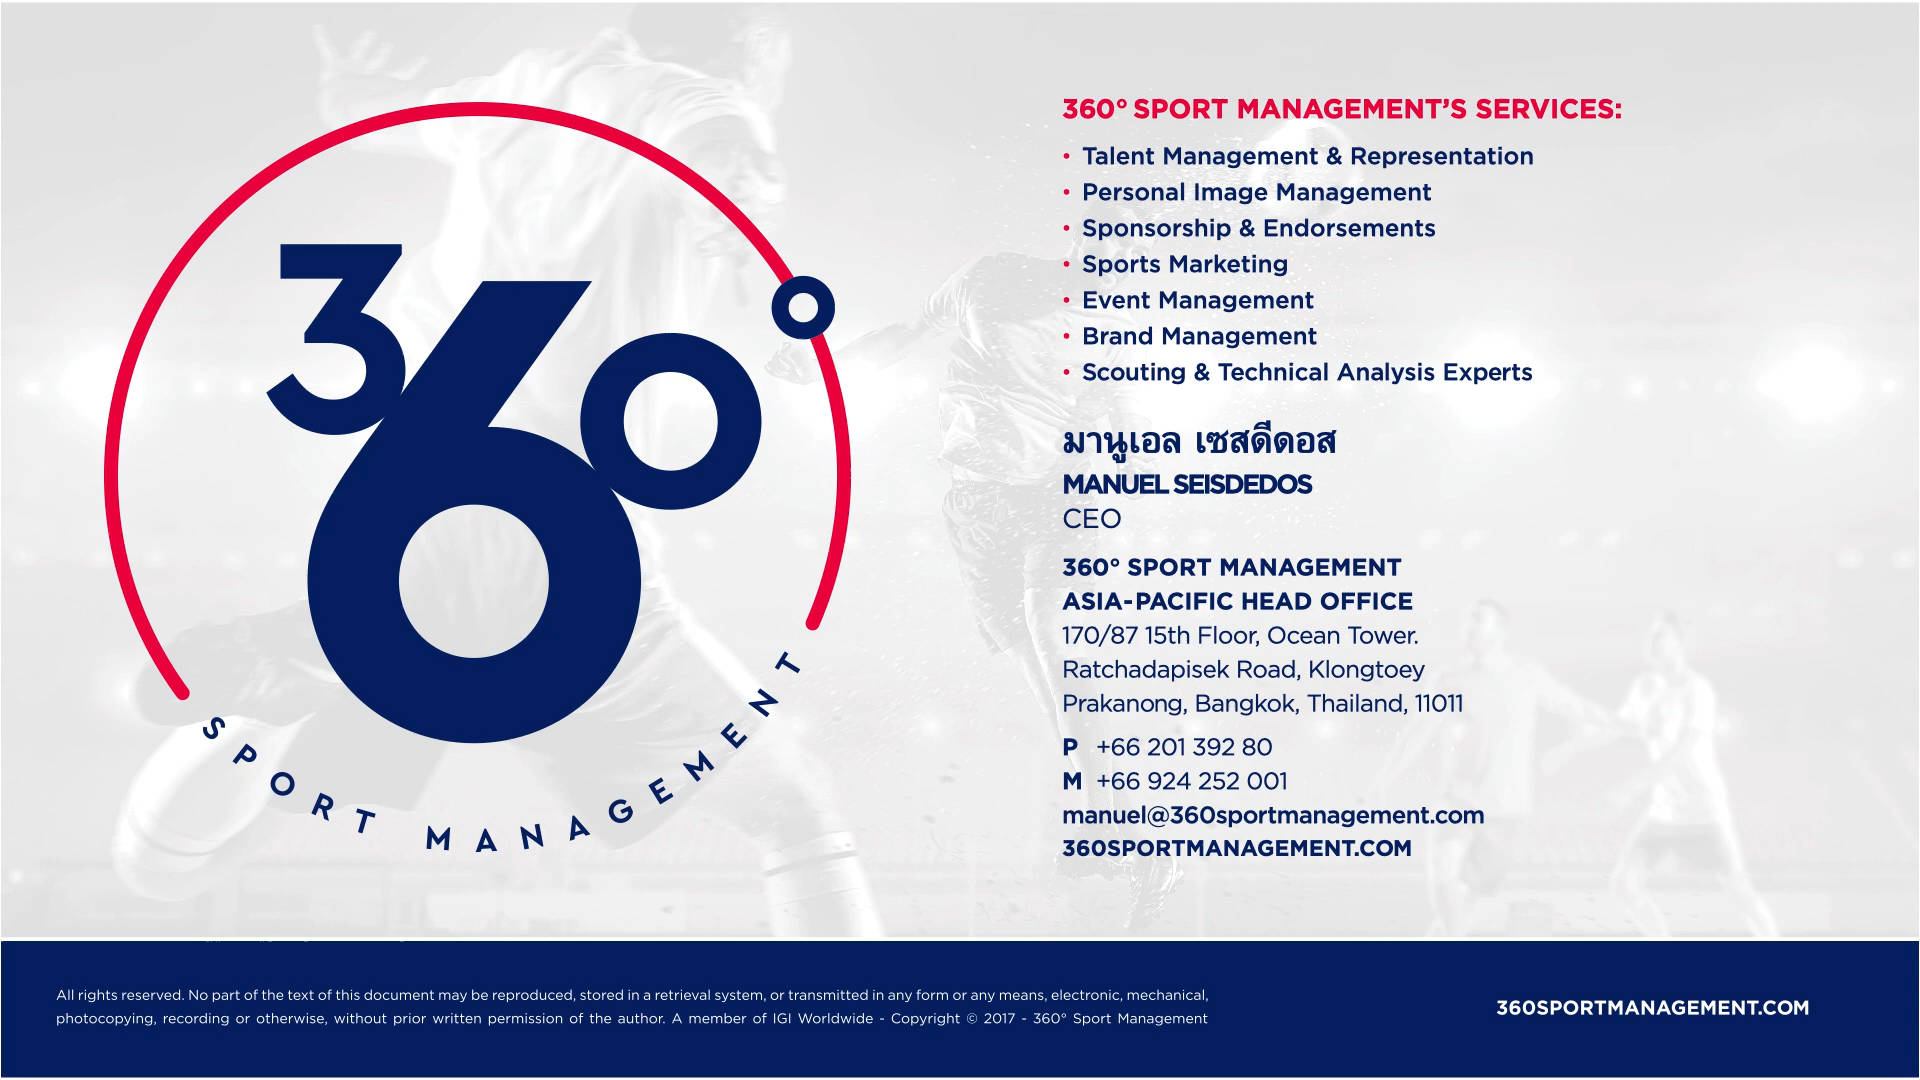 360°
SPORT MANAGEMENT
360° SPORT MANAGEMENT’S SERVICES:
• Talent Management & Representation
• Personal Image Management
• Sponsorship & Endorsements
• Sports Marketing
• Event Management
• Brand Management
• Scouting & Technical Analysis Experts
มานูเอล เซสดีดอส
MANUEL SEISDEDOS
CEO
360° SPORT MANAGEMENT
ASIA-PACIFIC HEAD OFFICE
170/87 15th Floor, Ocean Tower.
Ratchadapisek Road, Klongtoey
Prakanong, Bangkok, Thailand, 11011
P +66 201 392 80
M +66 924 252 001
manuel@360sportmanagement.com
360SPORTMANAGEMENT.COM
All rights reserved. No part of the text of this document may be reproduced, stored in a retrieval system, or transmitted in any form or any means, electronic, mechanical,
photocopying, recording or otherwise, without prior written permission of the author. A member of IGI Worldwide - Copyright © 2017 - 360° Sport Management
360SPORTMANAGEMENT.COM